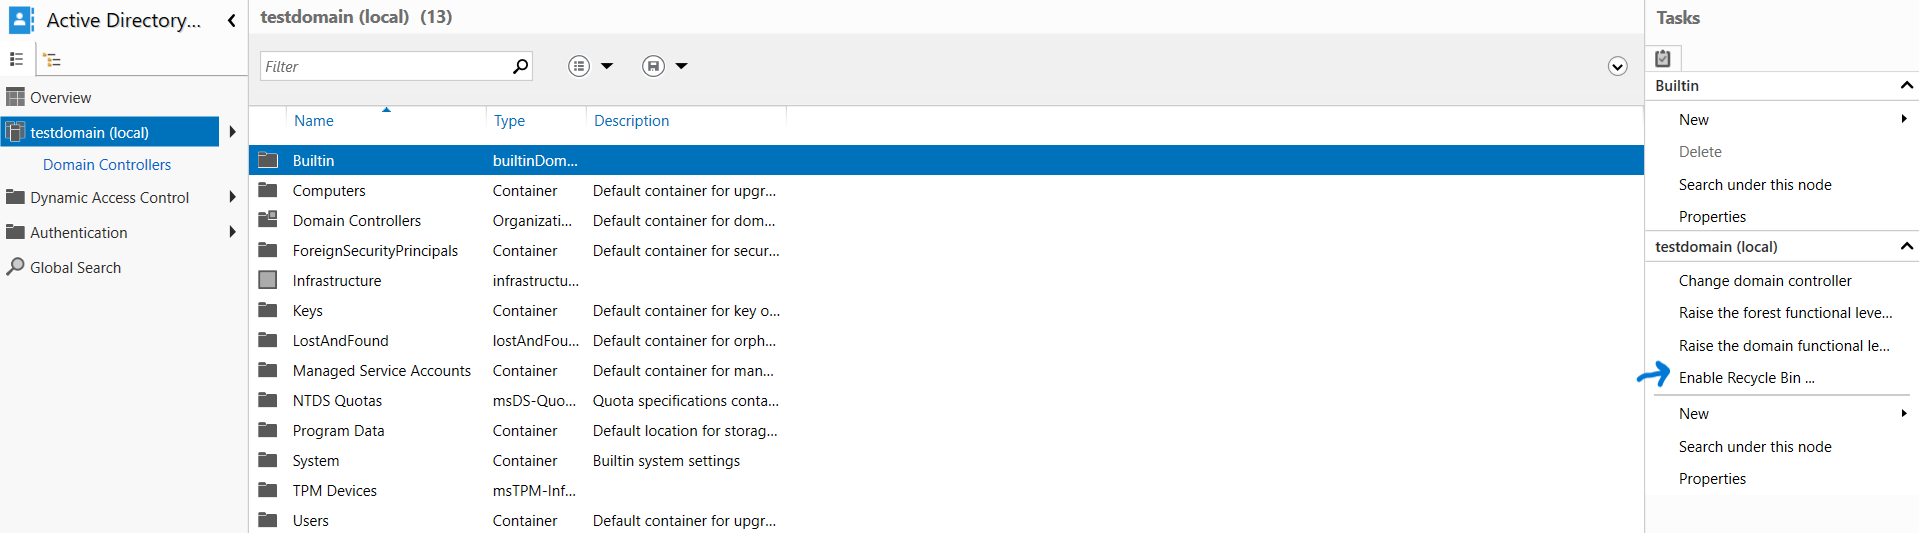 Active Directory...
Overview
testdomain (local)
Domain Controllers
Dynamic Access Control
Authentication
Global Search
testdomain (local) (13)
Filter
Name Type Description
Builtin builtinDom...
Computers Container Default container for upgr...
Domain Controllers Organizati... Default container for dom...
ForeignSecurityPrincipals Container Default container for secur...
Infrastructure infrastructu...
Keys Container Default container for key o...
LostAndFound lostAndFou... Default container for orph...
Managed Service Accounts Container Default container for man...
NTDS Quotas msDS-Quo... Quota specifications conta...
Program Data Container Default location for storag...
System Container Builtin system settings
TPM Devices msTPM-Inf...
Users Container Default container for upgr...
Tasks
Builtin
New
Delete
Search under this node
Properties
testdomain (local)
Change domain controller
Raise the forest functional leve...
Raise the domain functional le...
Enable Recycle Bin ...
New
Search under this node
Properties